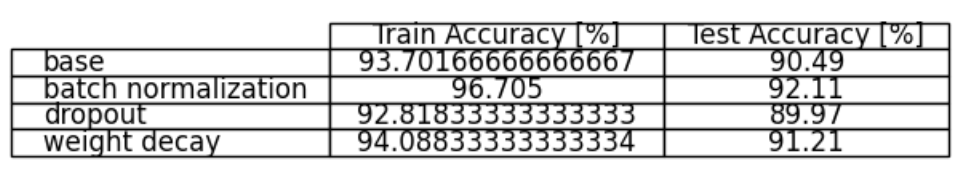 Train Accuracy [%] Test Accuracy [%]
base 93.70166666666667 90.49
batch normalization 96.705 92.11
dropout 92.81833333333333 89.97
weight decay 94.08833333333334 91.21